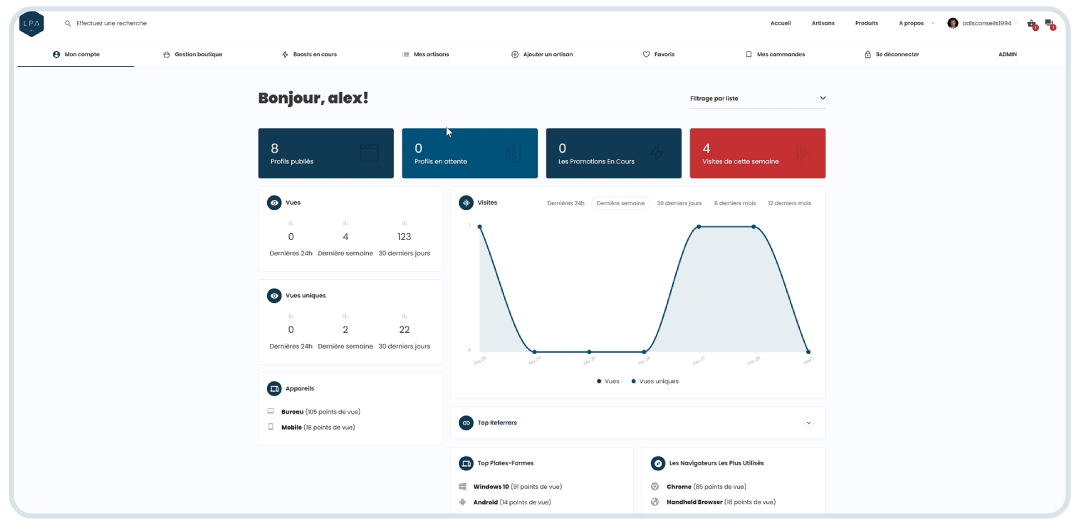 LPA
Effectuez une recherche
Accueil
Artisans
Produits
A propos
adlsconseils1994
Mon compte
Gestion boutique
Boosts en cours
Mes artisans
Ajouter un artisan
Favoris
Mes commandes
Se déconnecter
ADMIN
Bonjour, alex!
Filtrage par liste
8
Profils publiés
0
Profils en attente
0
Les Promotions En Cours
4
Visites de cette semaine
Vues
0 4 123
Dernières 24h Dernière semaine 30 derniers jours
Vues uniques
0 2 22
Dernières 24h Dernière semaine 30 derniers jours
Appareils
Bureau (105 points de vue)
Mobile (18 points de vue)
Visites
Dernières 24h Dernière semaine 30 derniers jours 6 derniers mois 12 derniers mois
1
0
Vues Vues uniques
Top Referrers
Top Plates-Formes
Windows 10 (91 points de vue)
Android (14 points de vue)
Les Navigateurs Les Plus Utilisés
Chrome (85 points de vue)
Handheld Browser (18 points de vue)